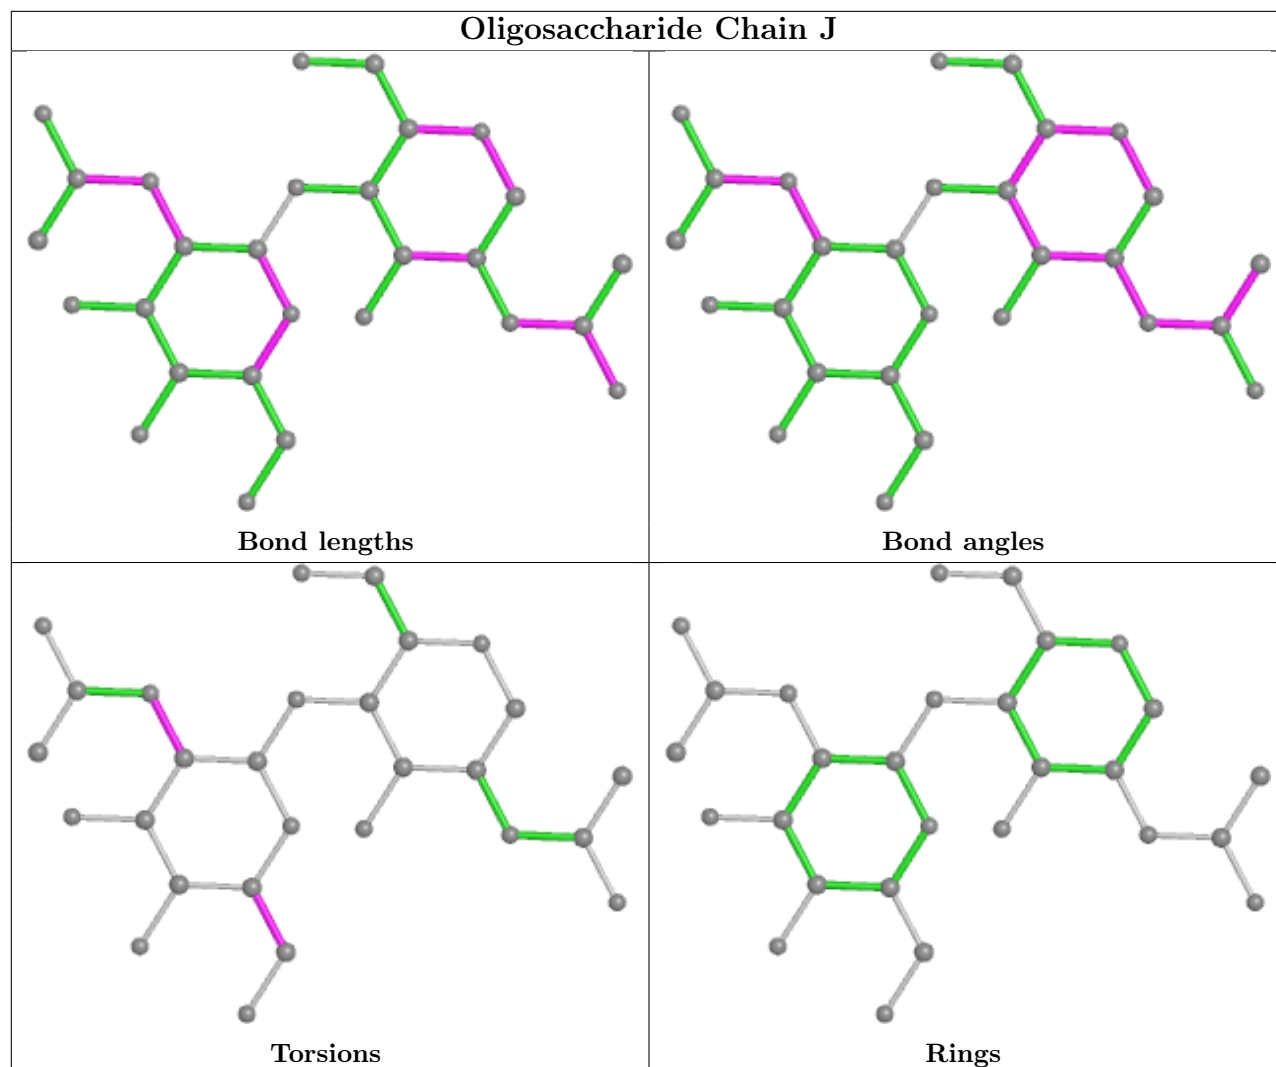 Oligosaccharide Chain J
Bond lengths
Bond angles
Torsions
Rings